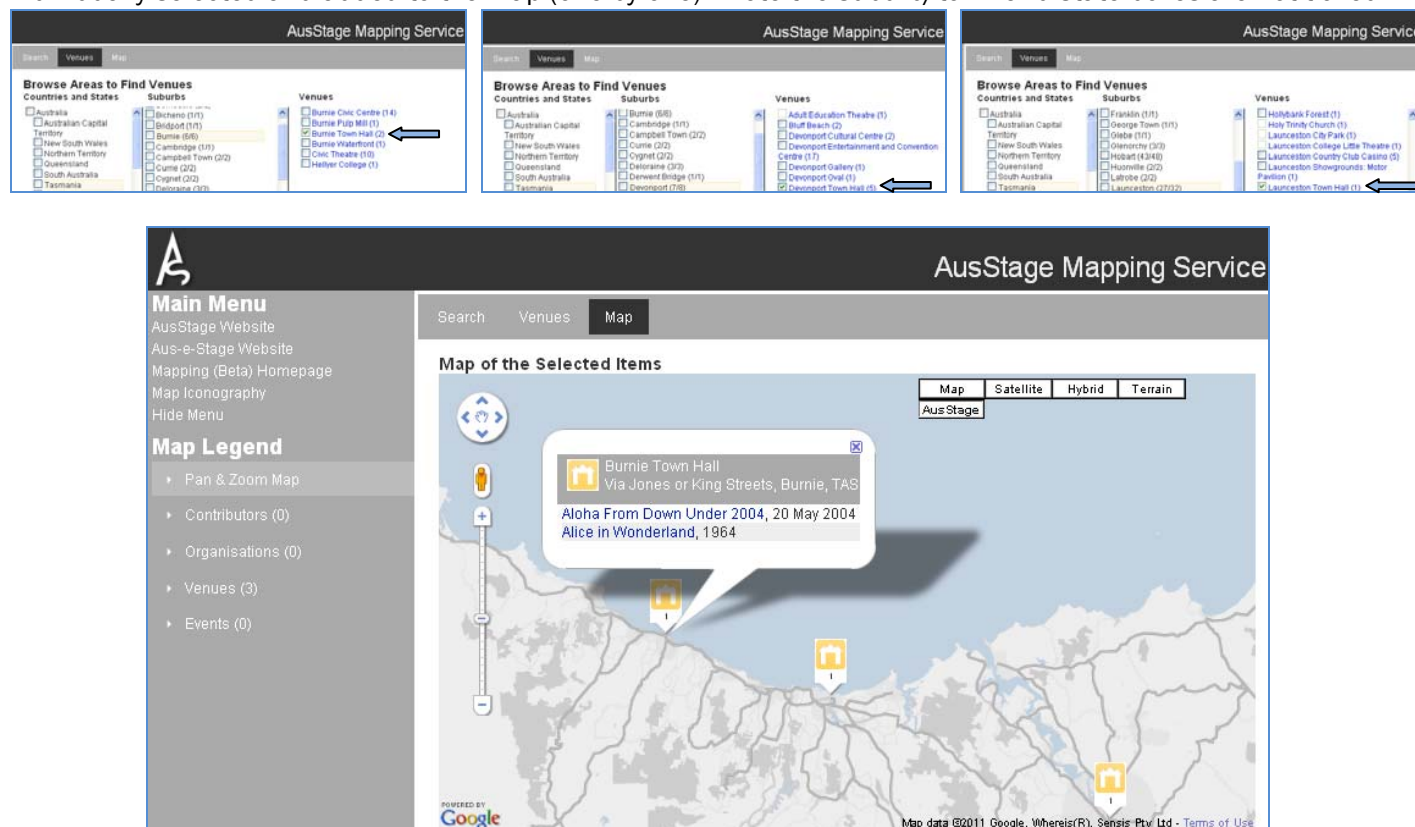 AusStage Mapping Service
Search Venues Map
Browse Areas to Find Venues
Countries and States Suburbs Venues
Australia
Australian Capital
Territory
New South Wales
Northern Territory
Queensland
South Australia
Tasmania
Bicheno (1/1)
Bridport (1/1)
Burnie (6/6)
Cambridge (1/1)
Campbell Town (2/2)
Currie (2/2)
Cygnet (2/2)
Deloraine (3/3)
Burnie Civic Centre (14)
Burnie Pulp Mill (1)
Burnie Town Hall (2)
Burnie Waterfront (1)
Civic Theatre (10)
Hellyer College (1)
AusStage Mapping Service
Search Venues Map
Browse Areas to Find Venues
Countries and States Suburbs Venues
Australia
Australian Capital
Territory
New South Wales
Northern Territory
Queensland
South Australia
Tasmania
Burnie (6/6)
Cambridge (1/1)
Campbell Town (2/2)
Currie (2/2)
Cygnet (2/2)
Deloraine (3/3)
Derwent Bridge (1/1)
Devonport (7/8)
Adult Education Theatre (1)
Bluff Beach (2)
Devonport Cultural Centre (2)
Devonport Entertainment and Convention
Centre (17)
Devonport Gallery (1)
Devonport Oval (1)
Devonport Town Hall (5)
AusStage Mapping Service
Search Venues Map
Browse Areas to Find Venues
Countries and States Suburbs Venues
Australia
Australian Capital
Territory
New South Wales
Northern Territory
Queensland
South Australia
Tasmania
Franklin (1/1)
George Town (1/1)
Glebe (1/1)
Glenorchy (3/3)
Hobart (43/48)
Huonville (2/2)
Latrobe (2/2)
Launceston (27/32)
Hollybank Forest (1)
Holy Trinity Church (1)
Launceston City Park (1)
Launceston College Little Theatre (1)
Launceston Country Club Casino (5)
Launceston Showgrounds: Motor
Pavilion (1)
Launceston Town Hall (1)
AusStage Mapping Service
Main Menu
AusStage Website
Aus-e-Stage Website
Mapping (Beta) Homepage
Map Iconography
Hide Menu
Map Legend
Pan & Zoom Map
Contributors (0)
Organisations (0)
Venues (3)
Events (0)
Search Venues Map
Map of the Selected Items
Map Satellite Hybrid Terrain
AusStage
Burnie Town Hall
Via Jones or King Streets, Burnie, TAS
Aloha From Down Under 2004, 20 May 2004
Alice in Wonderland, 1964
1
1
1
POWERED BY
Google
Map data ©2011 Google, Whereis(R), Sensis Pty Ltd - Terms of Use